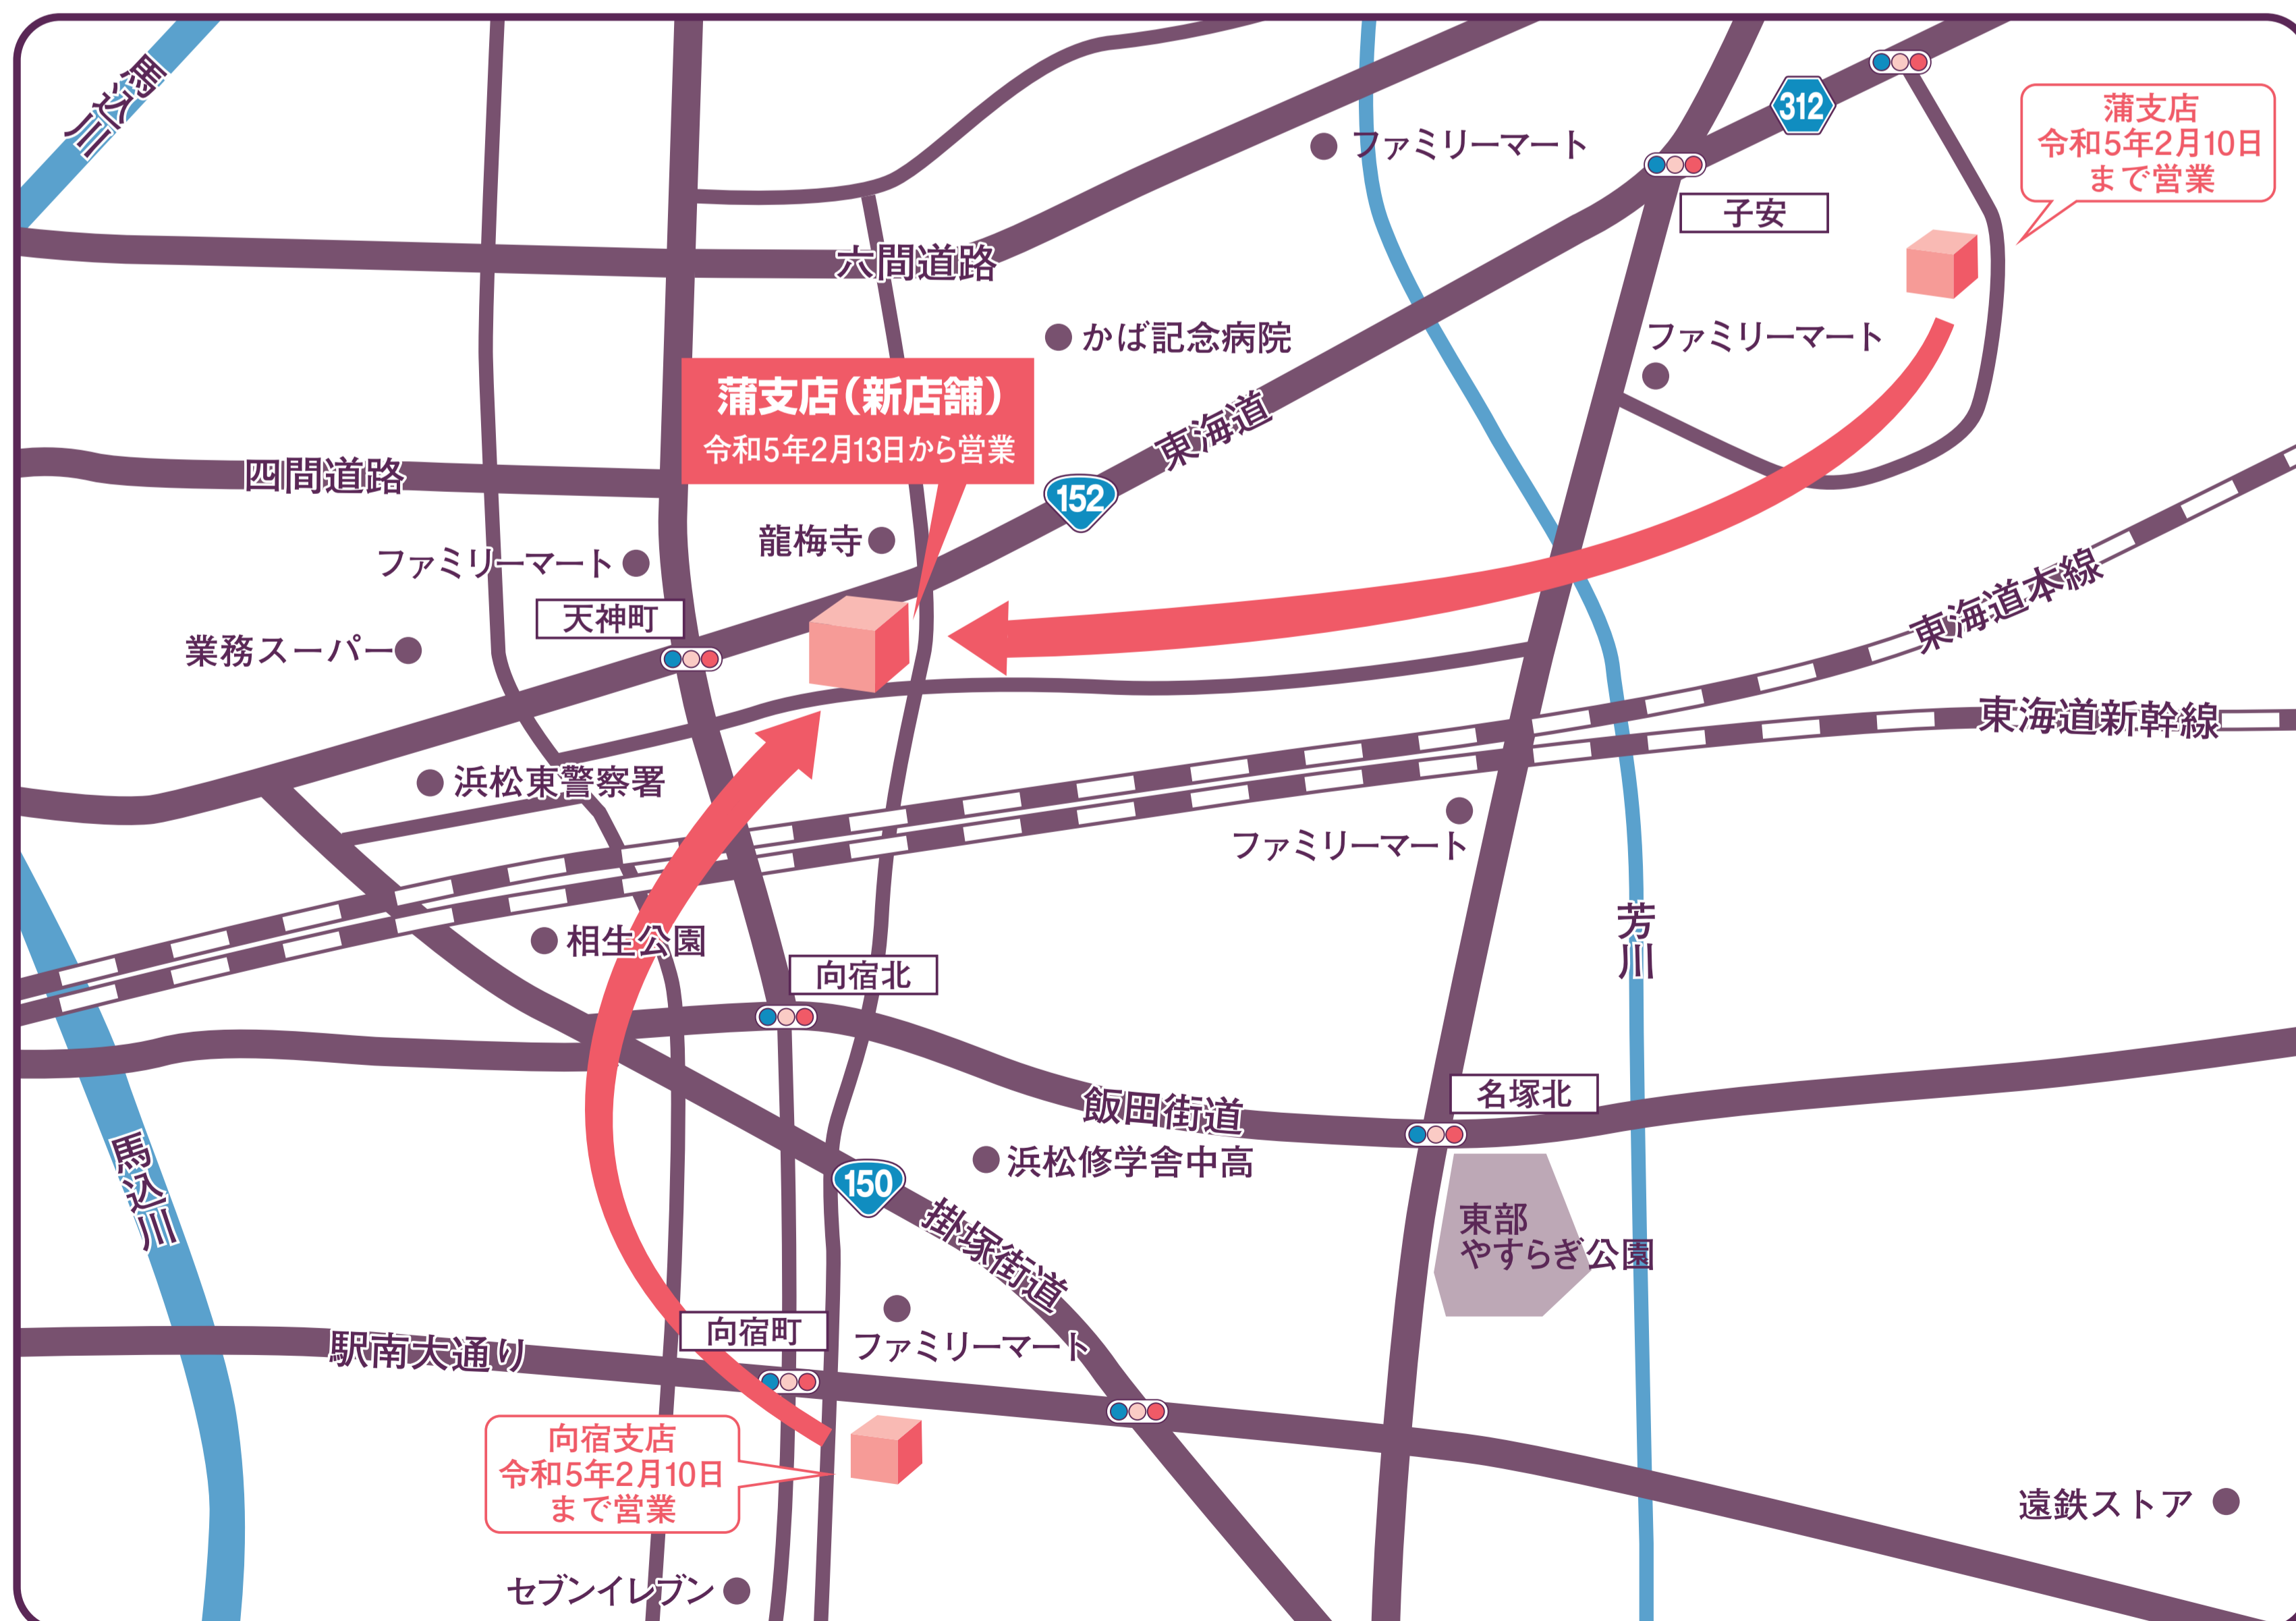 馬込川
312
蒲支店
令和5年2月10日
まで営業
ファミリーマート
子安
六間道路
かば記念病院
ファミリーマート
蒲支店（新店舗）
令和5年2月13日から営業
東海道
四間道路
152
龍梅寺
ファミリーマート
天神町
東海道本線
業務スーパー
東海道新幹線
浜松東警察署
ファミリーマート
芳川
相生公園
向宿北
飯田街道
名塚北
浜松修学舎中高
馬込川
150
掛塚街道
東部
やすらぎ公園
向宿町
ファミリーマート
駅南大通り
向宿支店
令和5年2月10日
まで営業
遠鉄ストア
セブンイレブン